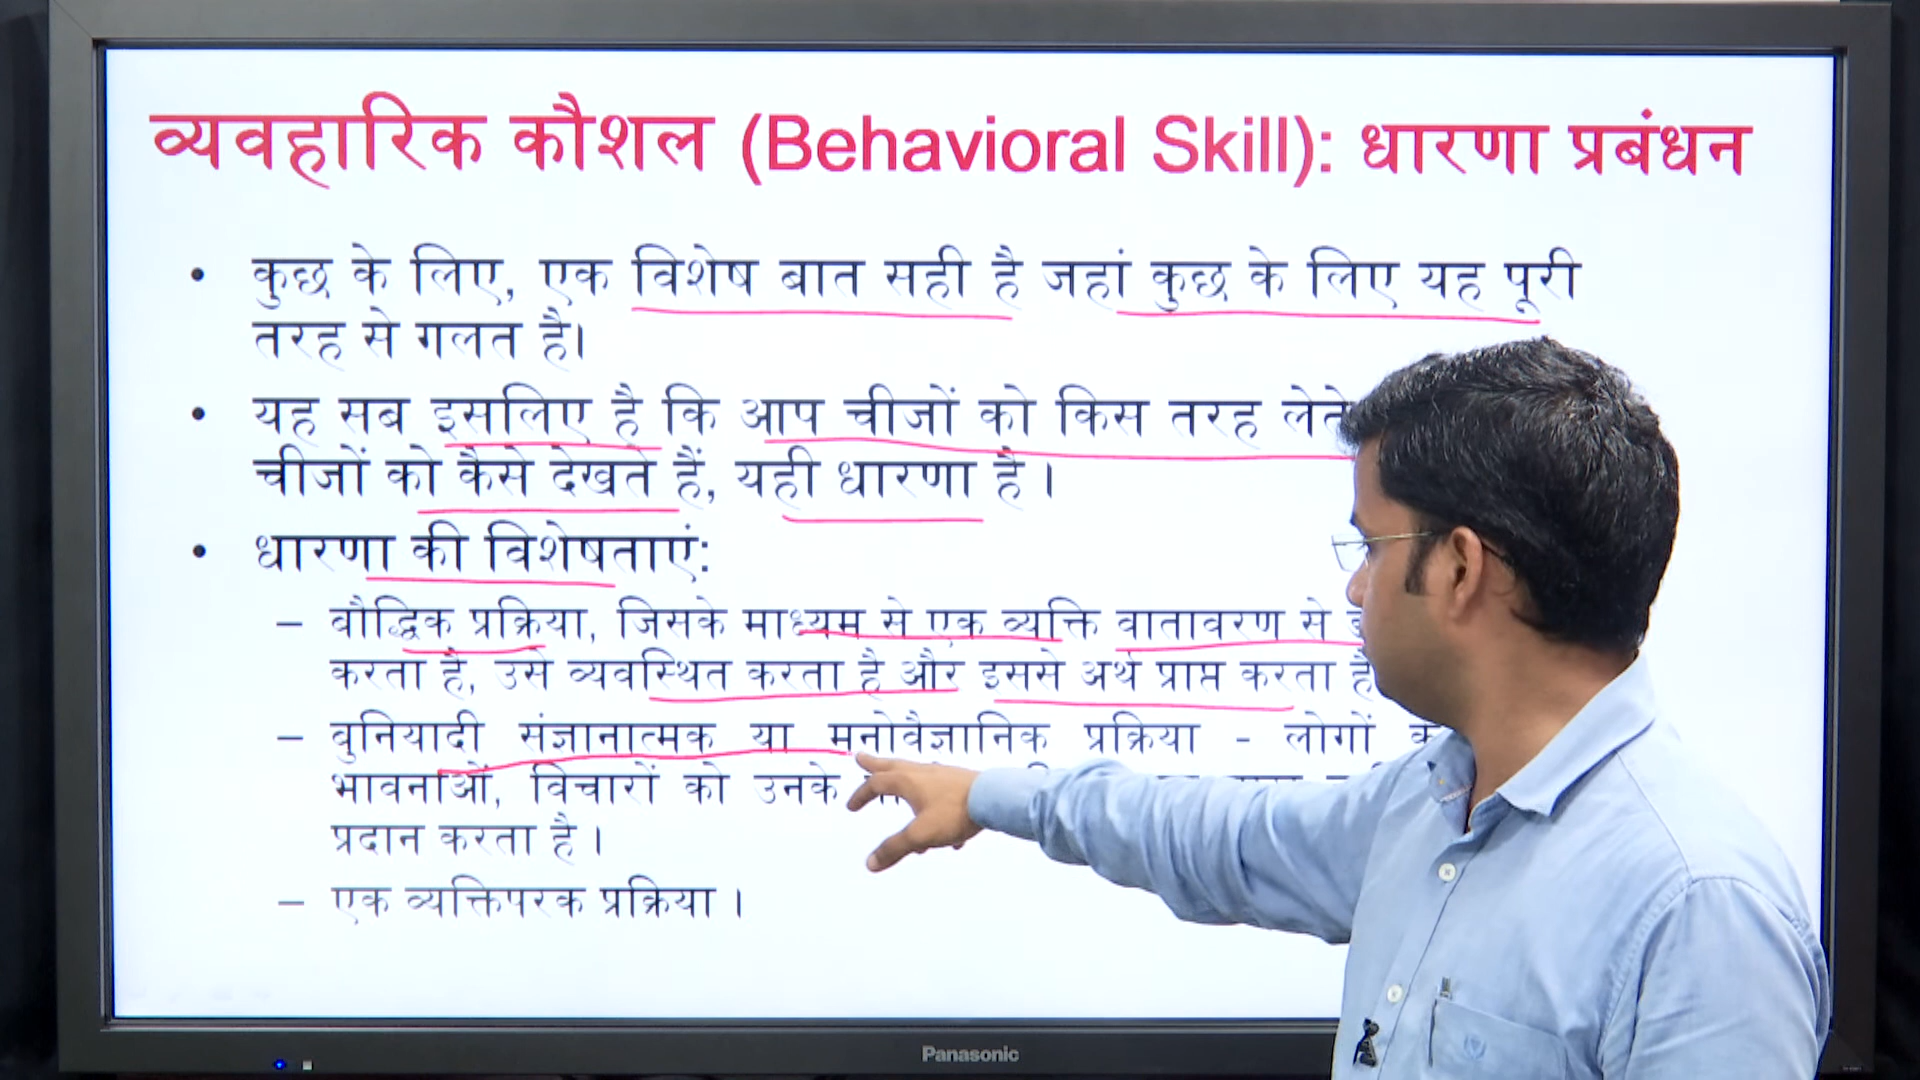 व्यवहारिक कौशल (Behavioral Skill): धारणा प्रबंधन
• कुछ के लिए, एक विशेष बात सही है जहां कुछ के लिए यह पूरी
तरह से गलत है।
• यह सब इसलिए है कि आप चीजों को किस तरह लेते
चीजों को कैसे देखते हैं, यही धारणा है ।
• धारणा की विशेषताएं:
– बौद्धिक प्रक्रिया, जिसके माध्यम से एक व्यक्ति वातावरण से
करता है, उसे व्यवस्थित करता है और इससे अर्थ प्राप्त करता है
– बुनियादी संज्ञानात्मक या मनोवैज्ञानिक प्रक्रिया - लोगों
भावनाओं, विचारों को उनके
प्रदान करता है ।
– एक व्यक्तिपरक प्रक्रिया ।
Panasonic